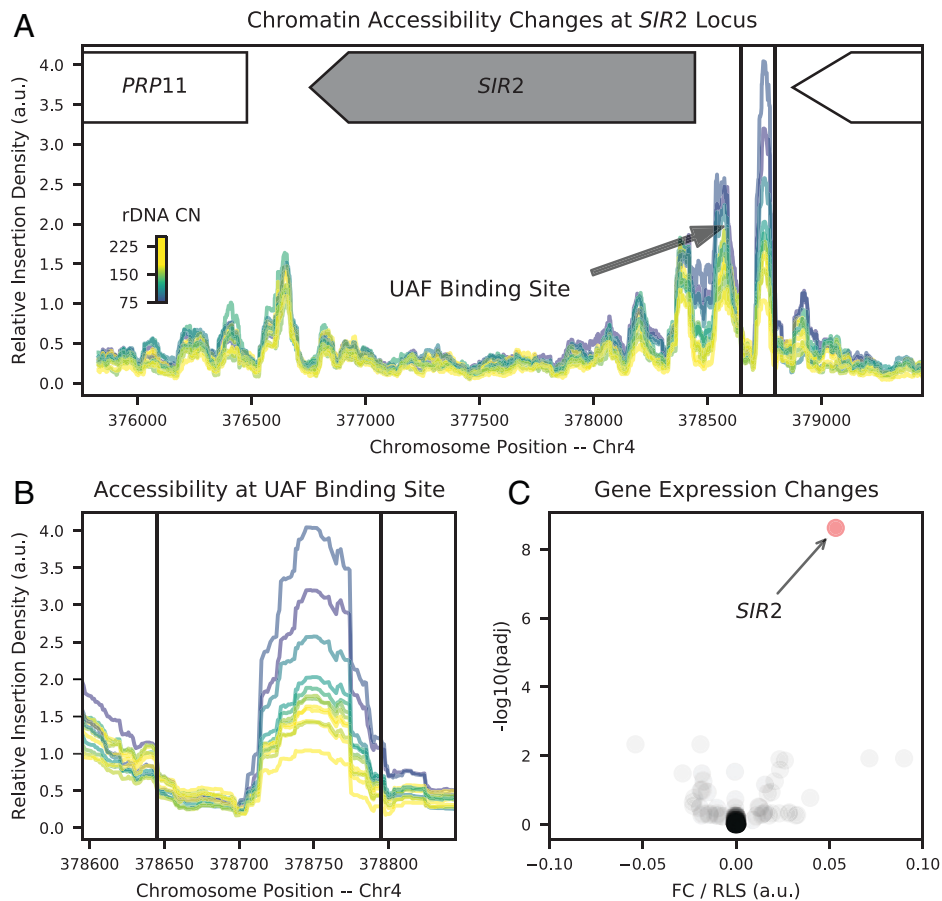 A
Chromatin Accessibility Changes at SIR2 Locus
Relative Insertion Density (a.u.)
4.0
3.5
3.0
2.5
2.0
1.5
1.0
0.5
0.0
PRP11
SIR2
rDNA CN
225
150
75
UAF Binding Site
376000 376500 377000 377500 378000 378500 379000
Chromosome Position -- Chr4
B
Accessibility at UAF Binding Site
Relative Insertion Density (a.u.)
4.0
3.5
3.0
2.5
2.0
1.5
1.0
0.5
0.0
378600 378650 378700 378750 378800
Chromosome Position -- Chr4
C
Gene Expression Changes
-log10(padj)
8
6
4
2
0
SIR2
−0.10 −0.05 0.00 0.05 0.10
FC / RLS (a.u.)